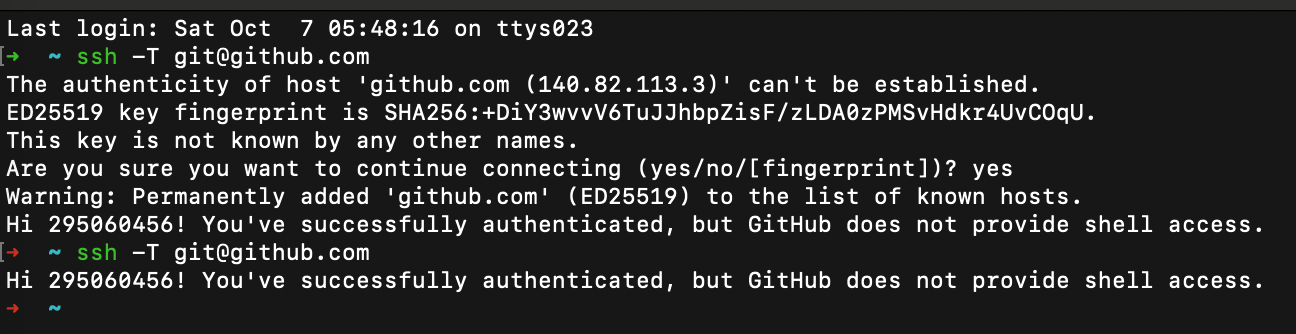 Last login: Sat Oct  7 05:48:16 on ttys023
➜  ~ ssh -T git@github.com
The authenticity of host 'github.com (140.82.113.3)' can't be established.
ED25519 key fingerprint is SHA256:+DiY3wvvV6TuJJhbpZisF/zLDA0zPMSvHdkr4UvCOqU.
This key is not known by any other names.
Are you sure you want to continue connecting (yes/no/[fingerprint])? yes
Warning: Permanently added 'github.com' (ED25519) to the list of known hosts.
Hi 295060456! You've successfully authenticated, but GitHub does not provide shell access.
➜  ~ ssh -T git@github.com
Hi 295060456! You've successfully authenticated, but GitHub does not provide shell access.
➜  ~